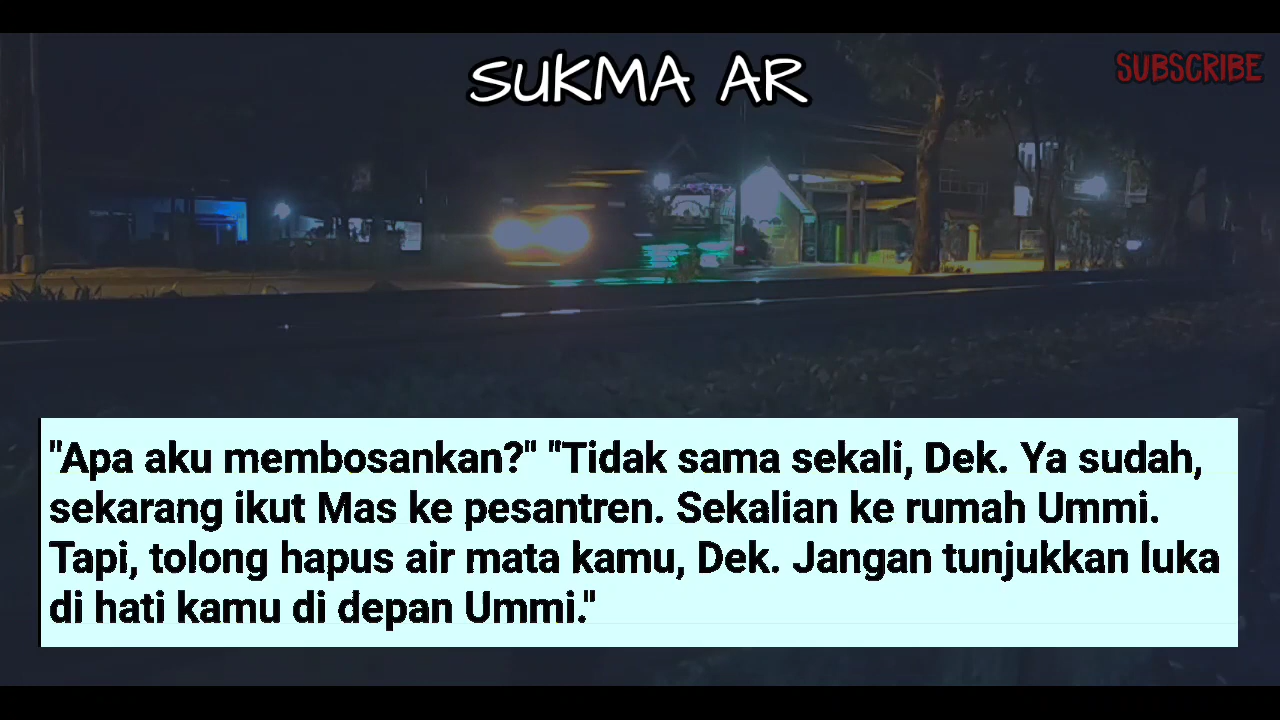 SUKMA AR
SUBSCRIBE
"Apa aku membosankan?" "Tidak sama sekali, Dek. Ya sudah,
sekarang ikut Mas ke pesantren. Sekalian ke rumah Ummi.
Tapi, tolong hapus air mata kamu, Dek. Jangan tunjukkan luka
di hati kamu di depan Ummi."